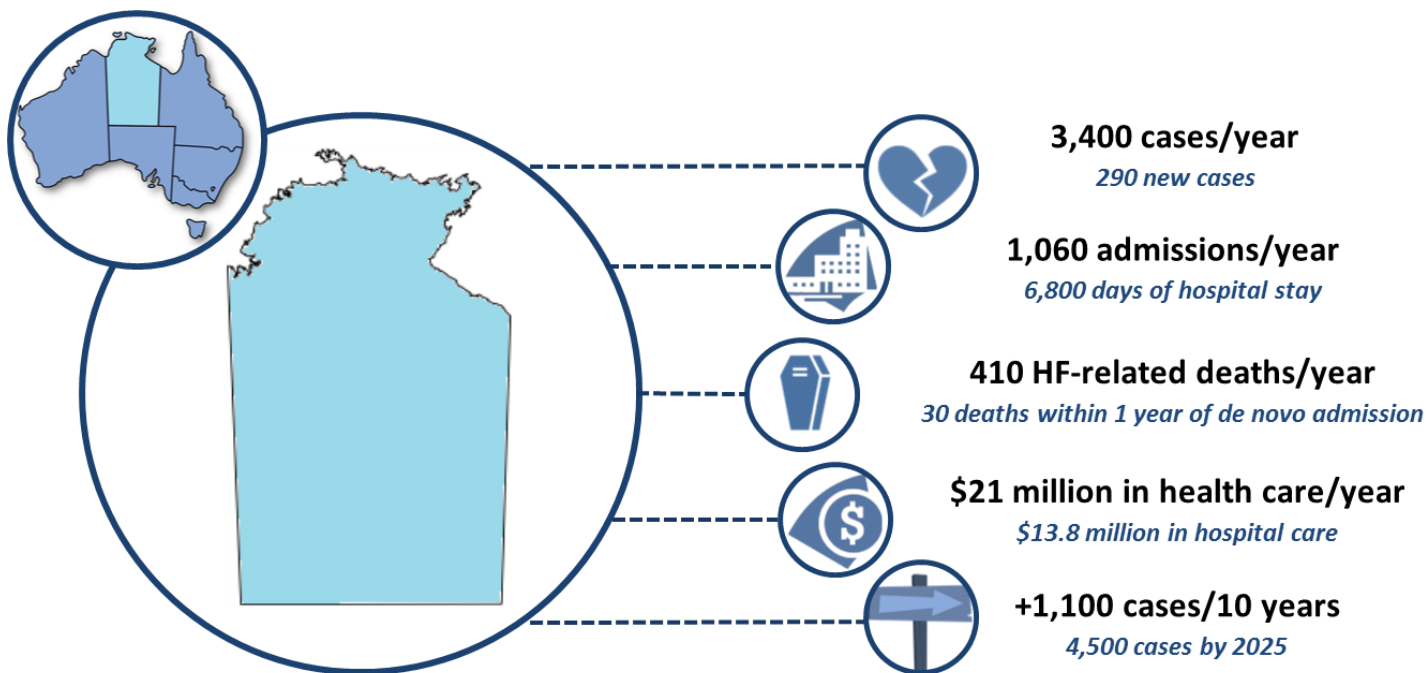 3,400 cases/year
290 new cases
1,060 admissions/year
6,800 days of hospital stay
410 HF-related deaths/year
30 deaths within 1 year of de novo admission
$21 million in health care/year
$13.8 million in hospital care
+1,100 cases/10 years
4,500 cases by 2025
$